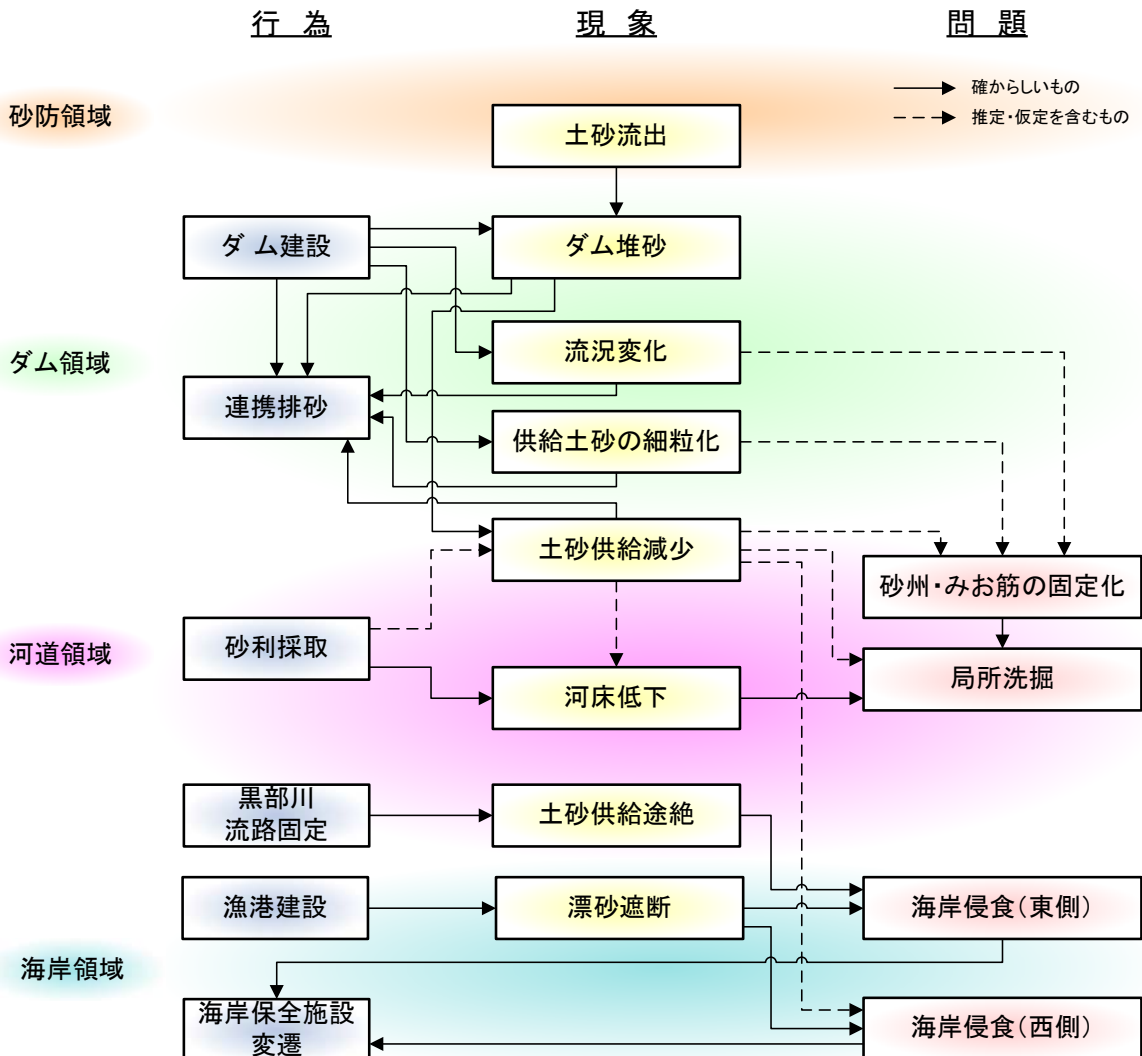 行 為
現 象
問 題
確からしいもの
推定・仮定を含むもの
砂防領域
土砂流出
ダ ム建設
ダム堆砂
ダム領域
流況変化
連携排砂
供給土砂の細粒化
土砂供給減少
砂州・みお筋の固定化
河道領域
砂利採取
河床低下
局所洗掘
黒部川
流路固定
土砂供給途絶
漁港建設
漂砂遮断
海岸侵食(東側)
海岸領域
海岸保全施設
変遷
海岸侵食(西側)